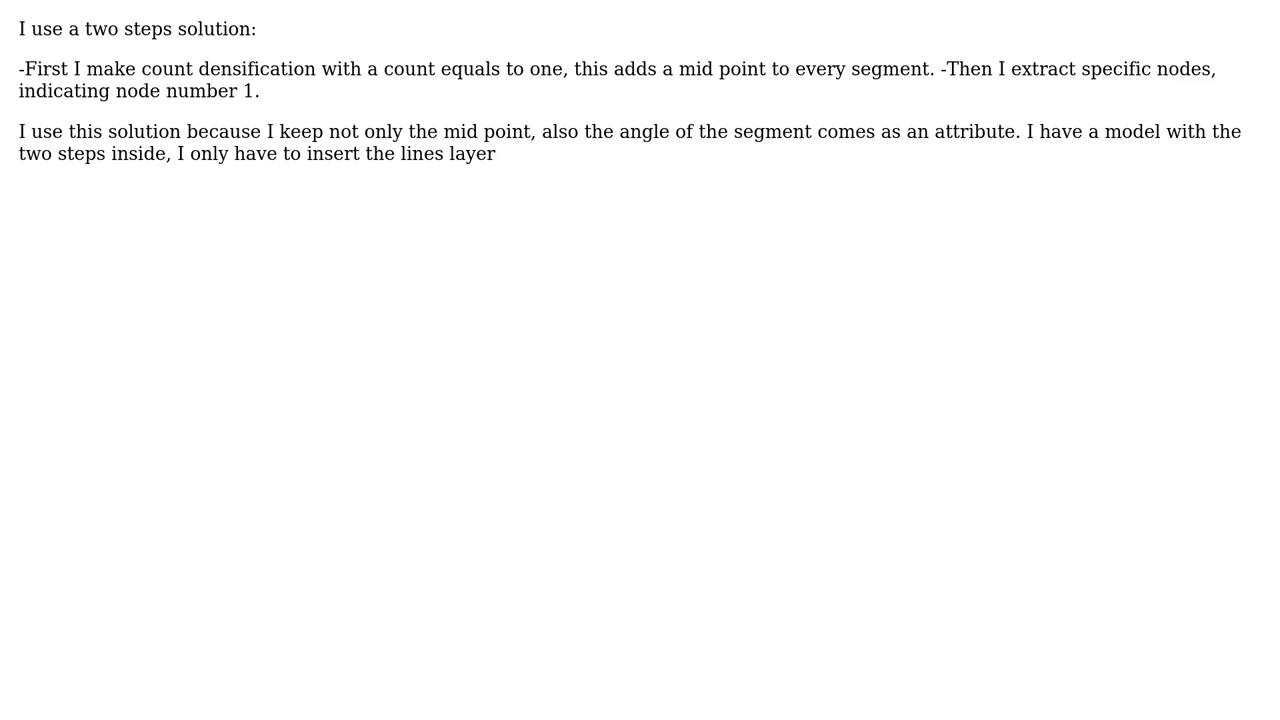 I use a two steps solution:
-First I make count densification with a count equals to one, this adds a mid point to every segment. -Then I extract specific nodes,
indicating node number 1.
I use this solution because I keep not only the mid point, also the angle of the segment comes as an attribute. I have a model with the
two steps inside, I only have to insert the lines layer